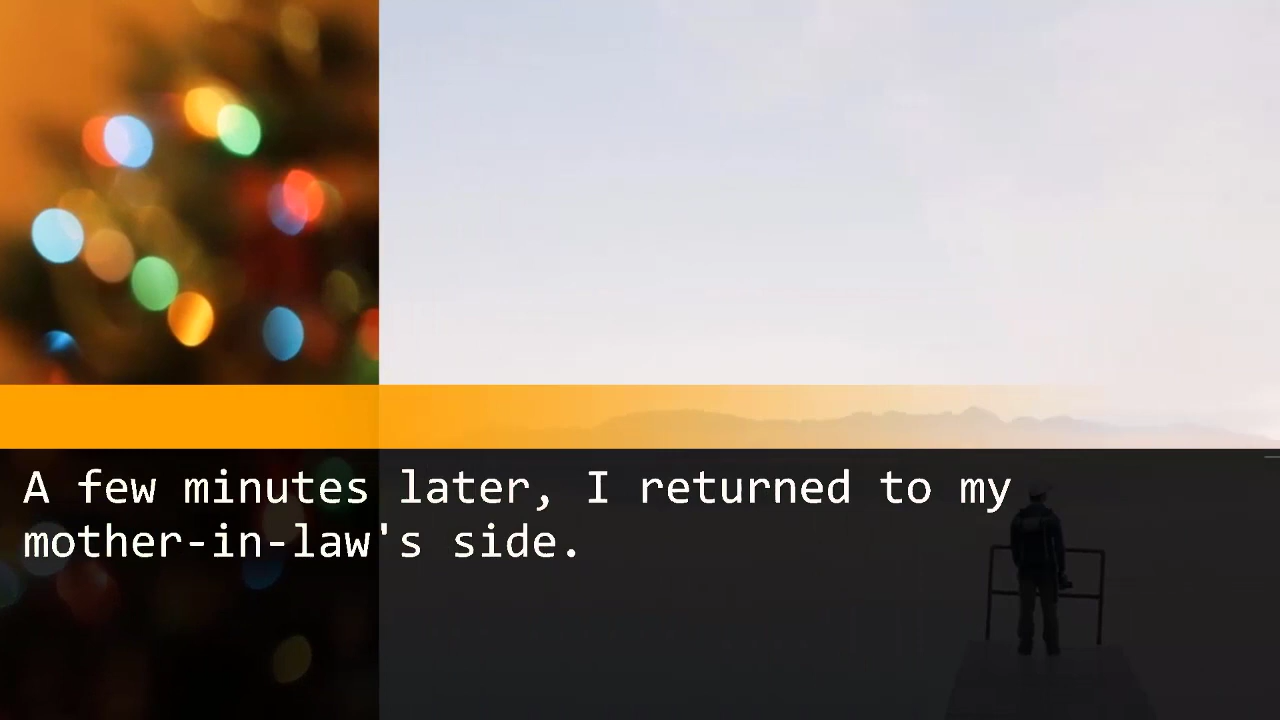 A few minutes later, I returned to my
mother-in-law's side.